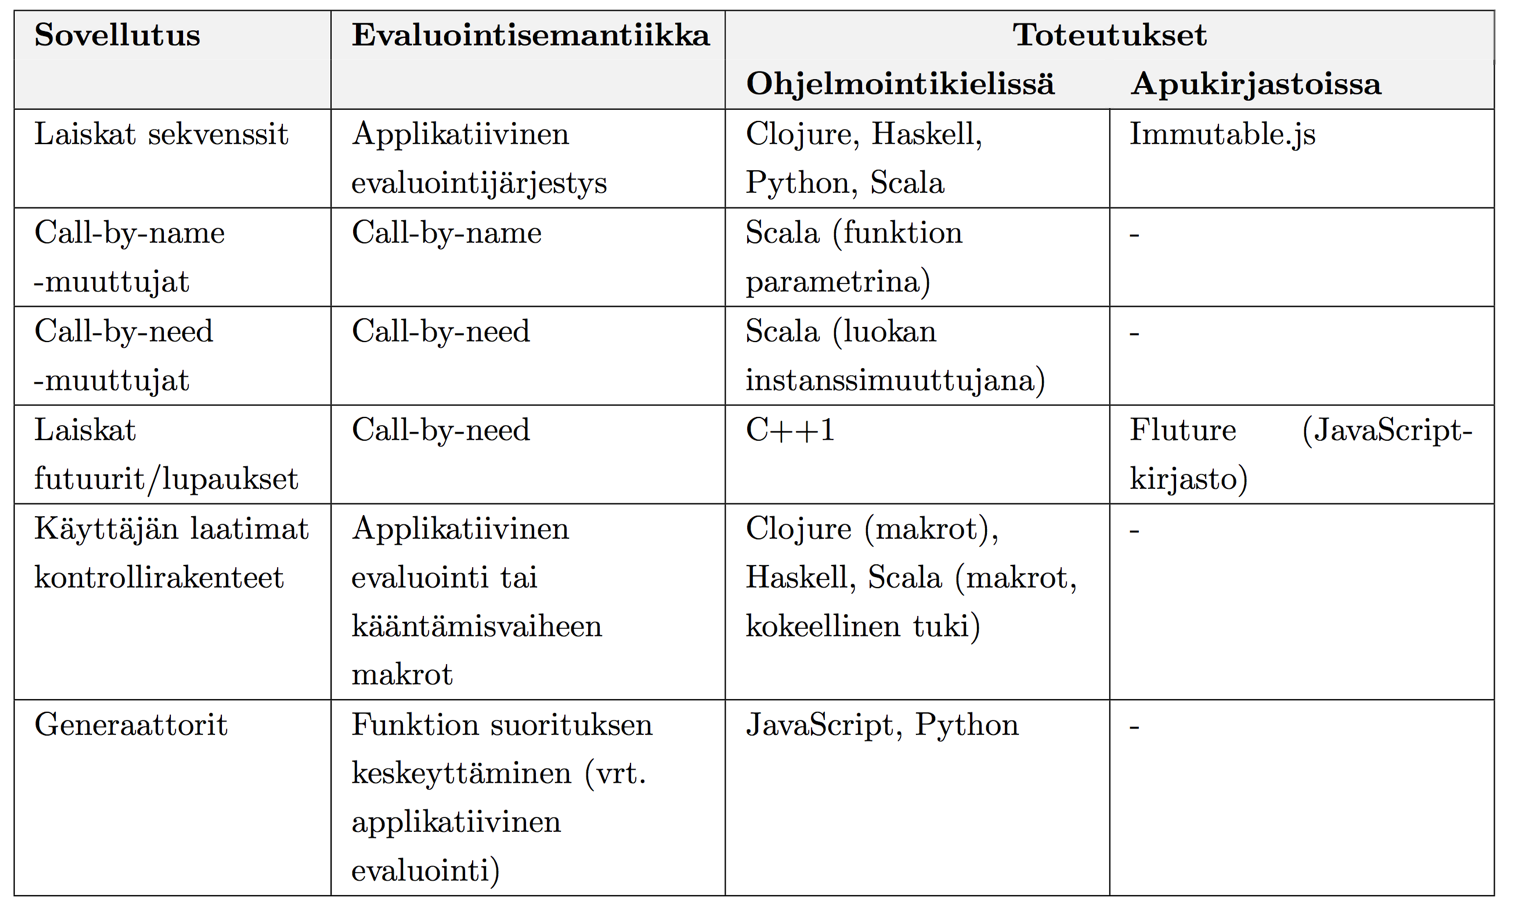 Sovellutus
Evaluointisemantiikka
Toteutukset
Ohjelmointikielissä
Apukirjastoissa
Laiskat sekvenssit
Applikatiivinen
evaluointijärjestys
Clojure, Haskell,
Python, Scala
Immutable.js
Call-by-name
-muuttujat
Call-by-name
Scala (funktion
parametrina)
-
Call-by-need
-muuttujat
Call-by-need
Scala (luokan
instanssimuuttujana)
-
Laiskat
futuurit/lupaukset
Call-by-need
C++1
Fluture (JavaScript-
kirjasto)
Käyttäjän laatimat
kontrollirakenteet
Applikatiivinen
evaluointi tai
kääntämisvaiheen
makrot
Clojure (makrot),
Haskell, Scala (makrot,
kokeellinen tuki)
-
Generaattorit
Funktion suorituksen
keskeyttäminen (vrt.
applikatiivinen
evaluointi)
JavaScript, Python
-